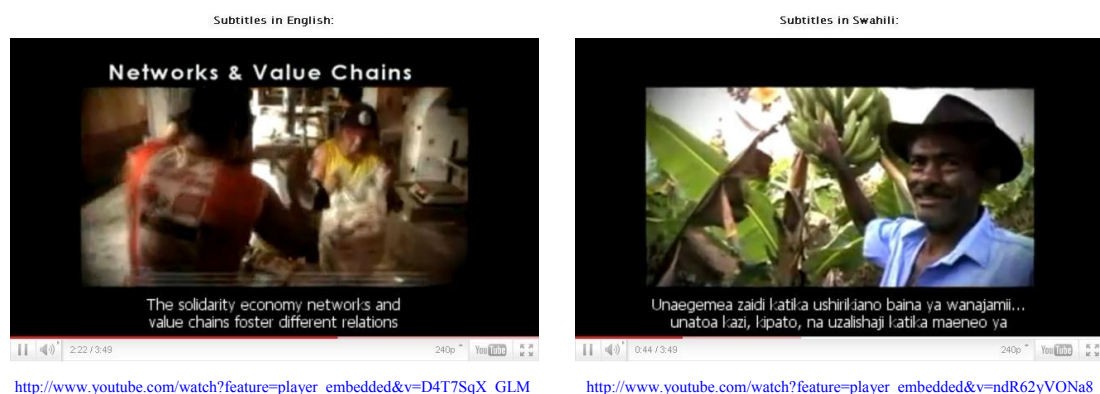 Subtitles in English:
Networks & Value Chains
The solidarity economy networks and
value chains foster different relations
2:22 / 3:49
240p
YouTube
http://www.youtube.com/watch?feature=player_embedded&v=D4T7SqX_GLM
Subtitles in Swahili:
Unaegemea zaidi katika ushirikiano baina ya wanajamii...
unatoa kazi, kipato, na uzalishaji katika maeneo ya
0:44 / 3:49
240p
YouTube
http://www.youtube.com/watch?feature=player_embedded&v=ndR62yVONa8